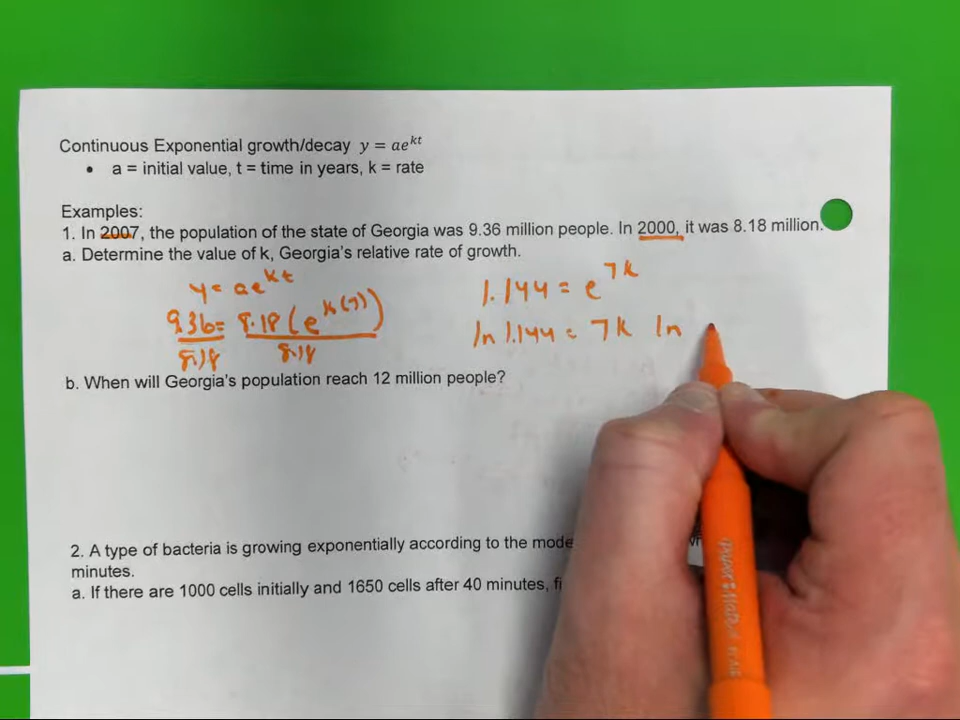 Continuous Exponential growth/decay y = ae^{kt}
• a = initial value, t = time in years, k = rate
Examples:
1. In 2007, the population of the state of Georgia was 9.36 million people. In 2000, it was 8.18 million.
a. Determine the value of k, Georgia's relative rate of growth.
y = ae^{kt}
9.36 = 8.18 (e^{k(7)})
8.18 8.18
1.144 = e^{7k}
ln 1.144 = 7k ln
b. When will Georgia's population reach 12 million people?
2. A type of bacteria is growing exponentially according to the
minutes.
a. If there are 1000 cells initially and 1650 cells after 40 minutes,